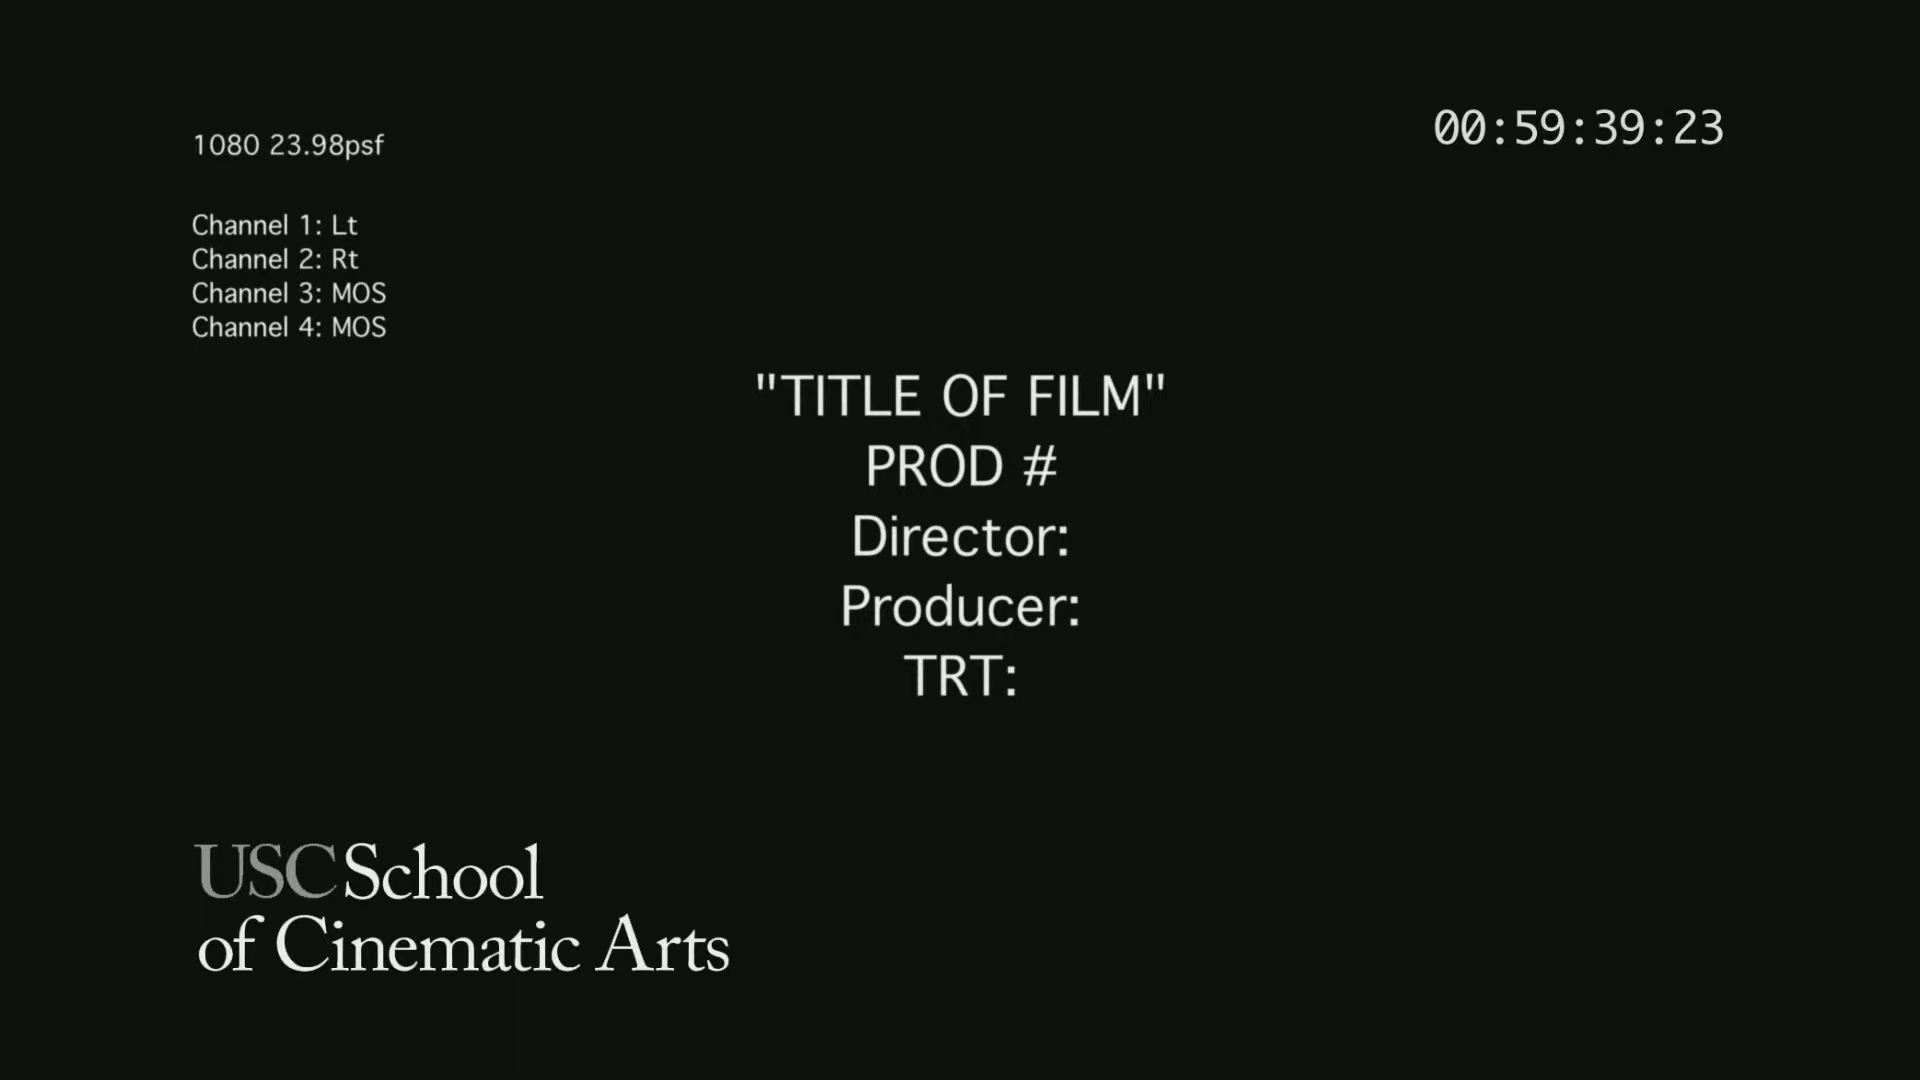 1080 23.98psf
00:59:39:23
Channel 1: Lt
Channel 2: Rt
Channel 3: MOS
Channel 4: MOS
"TITLE OF FILM"
PROD #
Director:
Producer:
TRT:
USC School
of Cinematic Arts